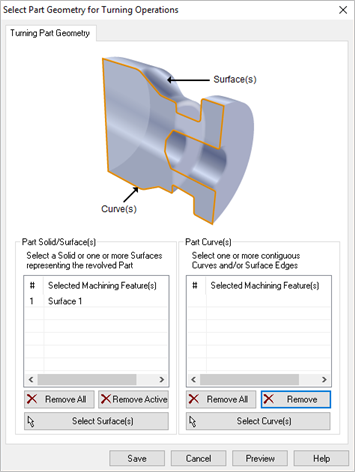 Select Part Geometry for Turning Operations
Turning Part Geometry
Surface(s)
Curve(s)
Part Solid/Surface(s)
Select a Solid or one or more Surfaces
representing the revolved Part
# Selected Machining Feature(s)
1 Surface 1
Remove All
Remove Active
Select Surface(s)
Part Curve(s)
Select one or more contiguous
Curves and/or Surface Edges
# Selected Machining Feature(s)
Remove All
Remove
Select Curve(s)
Save
Cancel
Preview
Help